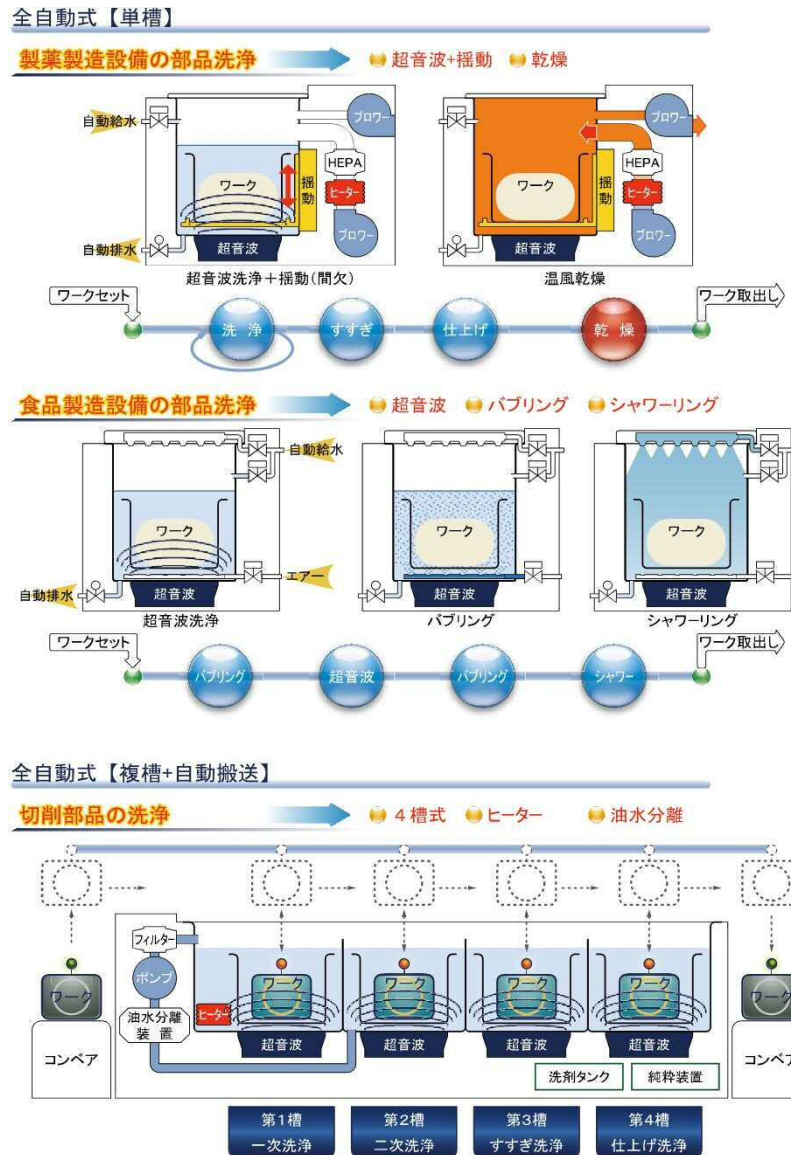 全自動式【単槽】
製薬製造設備の部品洗浄 超音波+揺動 乾燥
自動給水
ブロワー
ブロワー
HEPA
HEPA
ワーク
揺動
ヒーター
ワーク
揺動
ヒーター
自動排水
超音波
ブロワー
超音波
ブロワー
超音波洗浄+揺動(間欠)
温風乾燥
ワークセット
ワーク取出し
洗 浄
すすぎ
仕上げ
乾 燥
食品製造設備の部品洗浄 超音波 バブリング シャワーリング
自動給水
ワーク
ワーク
ワーク
エアー
自動排水
超音波
超音波
超音波
超音波洗浄
バブリング
シャワーリング
ワークセット
ワーク取出し
バブリング
超音波
バブリング
シャワー
全自動式【複槽+自動搬送】
切削部品の洗浄 4槽式 ヒーター 油水分離
フィルター
ポンプ
ワーク
ワーク
ワーク
ワーク
ワーク
ワーク
油水分離
装 置
ヒーター
コンベア
超音波
超音波
超音波
超音波
コンベア
洗剤タンク
純粋装置
第1槽
一次洗浄
第2槽
二次洗浄
第3槽
すすぎ洗浄
第4槽
仕上げ洗浄